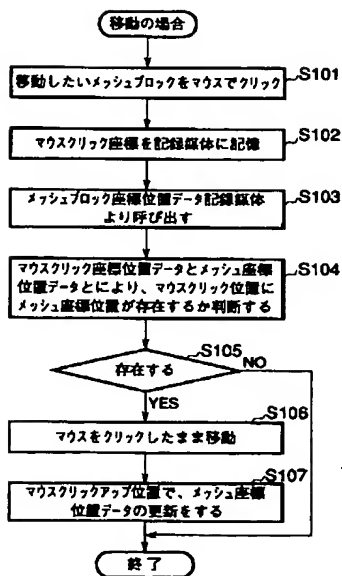 移動の場合
移動したいメッシュブロックをマウスでクリック
S101
マウスクリック座標を記録媒体に記憶
S102
メッシュブロック座標位置データ記録媒体
より呼び出す
S103
マウスクリック座標位置データとメッシュ座標
位置データとにより、マウスクリック位置に
メッシュ座標位置が存在するか判断する
S104
存在する
S105
NO
YES
マウスをクリックしたまま移動
S106
マウスクリックアップ位置で、メッシュ座標
位置データの更新をする
S107
終了